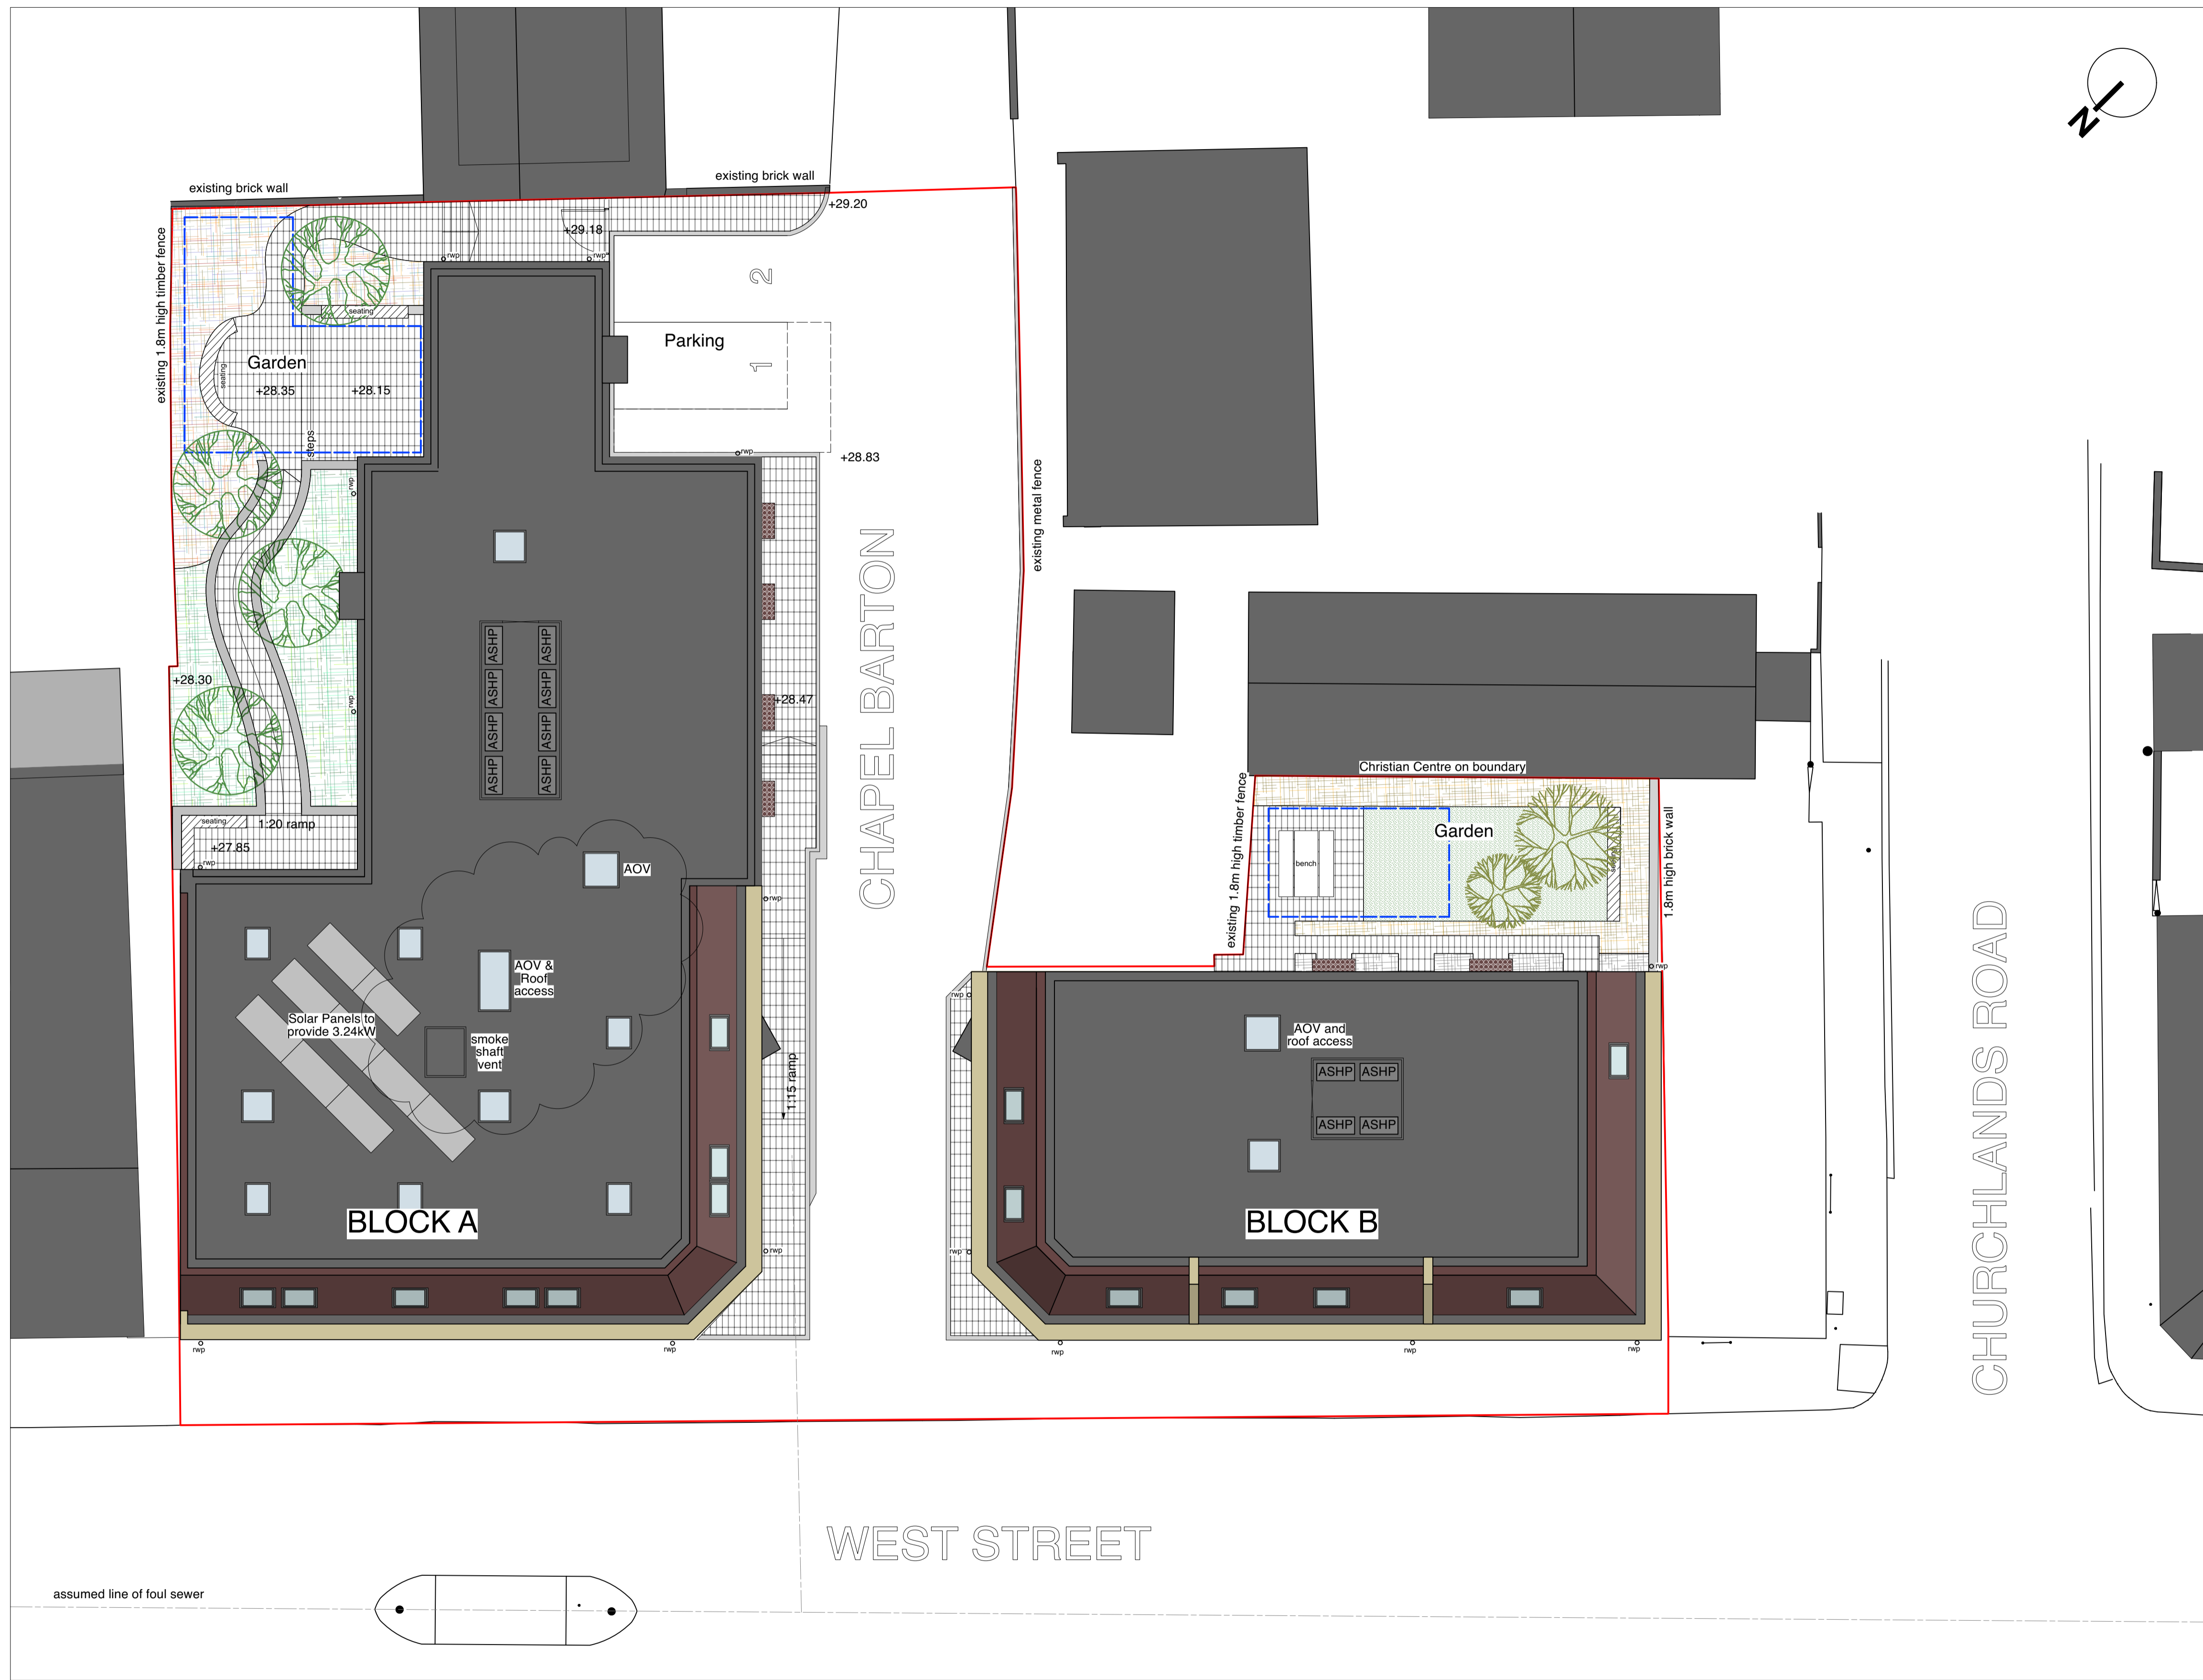 N
existing brick wall
existing brick wall
+29.20
+29.18
rwp
rwp
2
existing 1.8m high timber fence
seating
Parking
1
Garden
seating
+28.35
+28.15
steps
rwp
+28.83
rwp
existing metal fence
CHAPEL BARTON
ASHP
ASHP
ASHP
ASHP
ASHP
ASHP
ASHP
ASHP
+28.30
rwp
+28.47
seating
1:20 ramp
+27.85
rwp
AOV
rwp
Christian Centre on boundary
existing 1.8m high timber fence
Garden
bench
seating
1.8m high brick wall
rwp
CHURCHLANDS ROAD
AOV &
Roof
access
Solar Panels to
provide 3.24kW
smoke
shaft
vent
1:15 ramp
rwp
AOV and
roof access
ASHP
ASHP
ASHP
ASHP
BLOCK A
BLOCK B
rwp
rwp
rwp
rwp
rwp
rwp
rwp
WEST STREET
assumed line of foul sewer